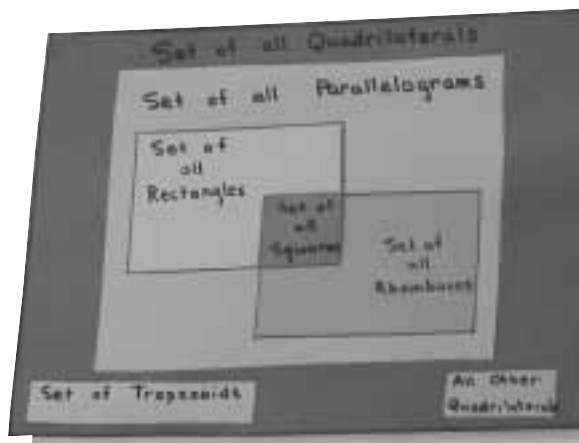 Set of all Quadrilaterals
Set of all Parallelograms
Set of
all
Rectangles
Set of
all
Squares
Set of
all
Rhombuses
Set of Trapezoids
All Other
Quadrilaterals